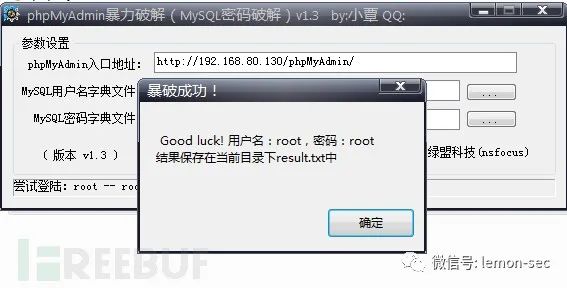 phpMyAdmin暴力破解（MySQL密码破解）v1.3 by:小覃 QQ:
参数设置
phpMyAdmin入口地址：
http://192.168.80.130/phpMyAdmin/
MySQL用户名字典文件
...
MySQL密码字典文件
...
（ 版本 v1.3 ）
绿盟科技(nsfocus)
尝试登陆：root -- roo
暴破成功！
Good luck! 用户名：root，密码：root
结果保存在当前目录下result.txt中
确定
REEBUF
微信号: lemon-sec